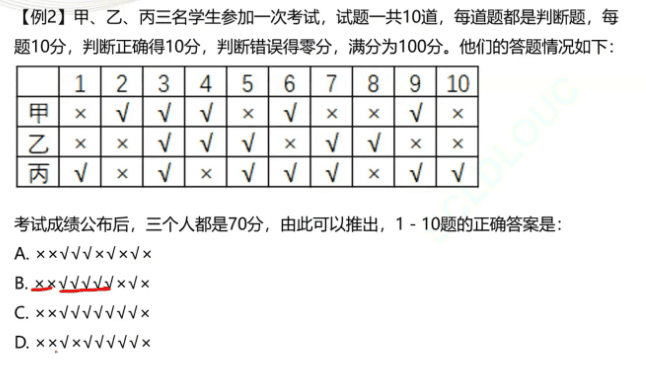 【例2】甲、乙、丙三名学生参加一次考试，试题一共10道，每道题都是判断题，每
题10分，判断正确得10分，判断错误得零分，满分为100分。他们的答题情况如下：
1 2 3 4 5 6 7 8 9 10
甲 × √ √ √ × √ × × √ ×
乙 × × √ √ √ × √ √ × ×
丙 √ × √ × √ √ √ × √ √
考试成绩公布后，三个人都是70分，由此可以推出，1－10题的正确答案是：
A. ××√√√×√×√×
B. ××√√√√√×√×
C. ××√√√√√√√×
D. ××√×√√√√√×